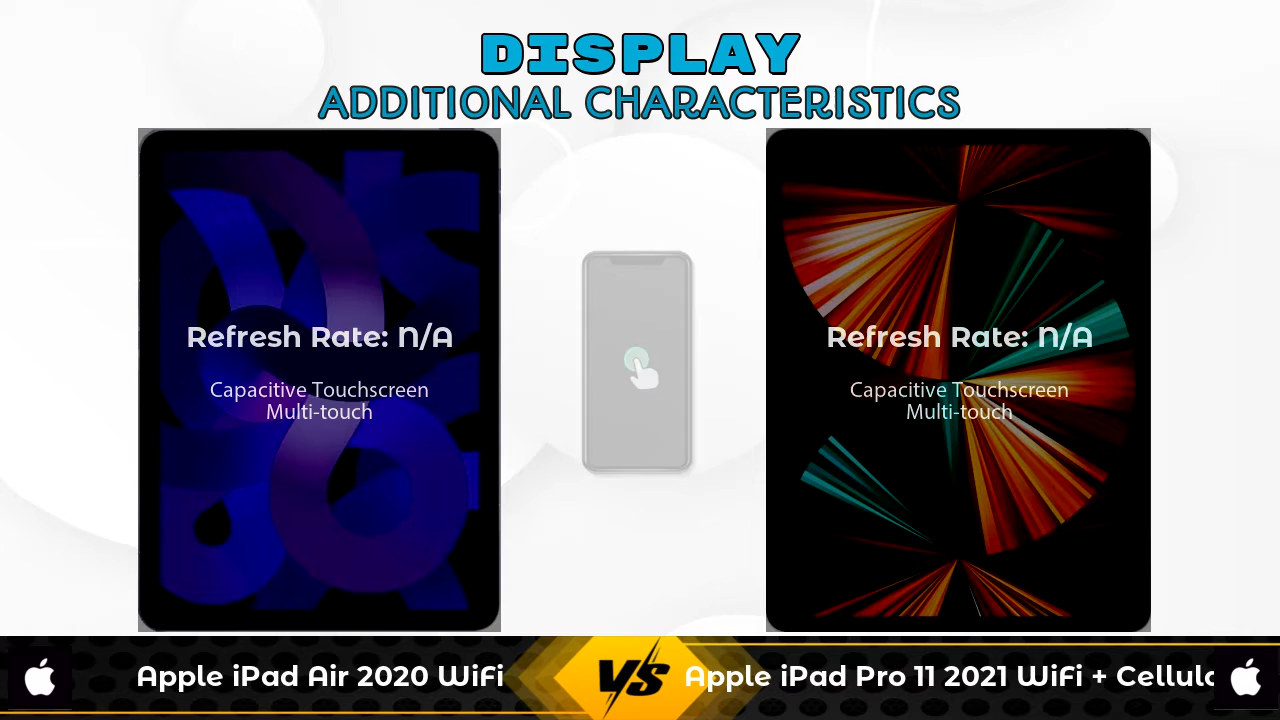 DISPLAY
ADDITIONAL CHARACTERISTICS
Refresh Rate: N/A
Capacitive Touchscreen
Multi-touch
Refresh Rate: N/A
Capacitive Touchscreen
Multi-touch
Apple iPad Air 2020 WiFi
VS
Apple iPad Pro 11 2021 WiFi + Cellula